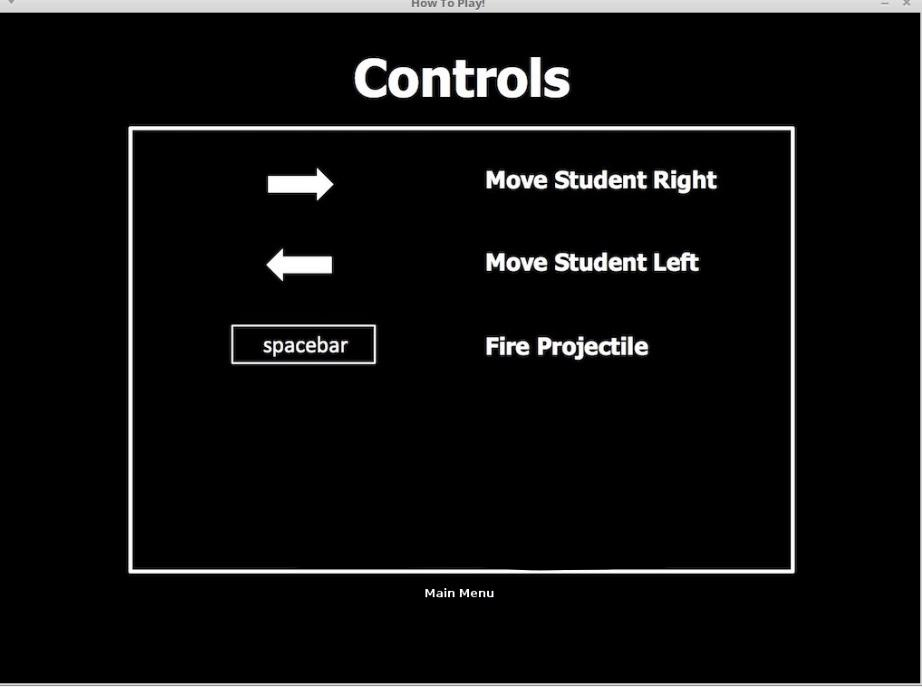 How To Play!
Controls
Move Student Right
Move Student Left
spacebar Fire Projectile
Main Menu